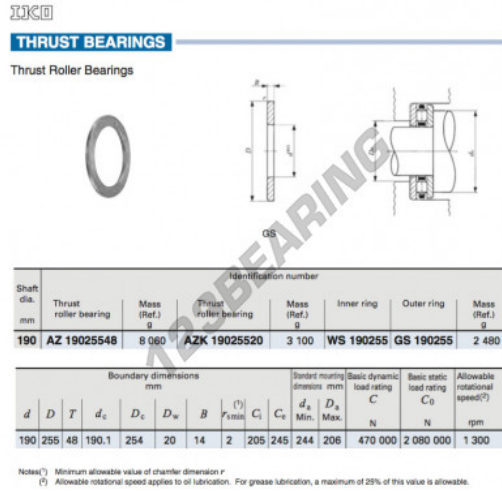 IKO
THRUST BEARINGS
Thrust Roller Bearings
B
r
D
d
GS
Da
da
123BEARING
Identification number
Shaft dia. mm
Thrust roller bearing
Mass (Ref.) g
Thrust roller bearing
Mass (Ref.) g
Inner ring
Outer ring
Mass (Ref.) g
190 AZ 19025548 8 060 AZK 19025520 3 100 WS 190255 GS 190255 2 480
Boundary dimensions mm
Standard mounting dimensions mm
Basic dynamic load rating C N
Basic static load rating C0 N
Allowable rotational speed(2) rpm
d D T dc Dc Dw B rs min(1) Ci Ce da Min. Da Max.
190 255 48 190.1 254 20 14 2 205 245 244 206 470 000 2 080 000 1 300
Notes(1) Minimum allowable value of chamfer dimension r
(2) Allowable rotational speed applies to oil lubrication. For grease lubrication, a maximum of 25% of this value is allowable.